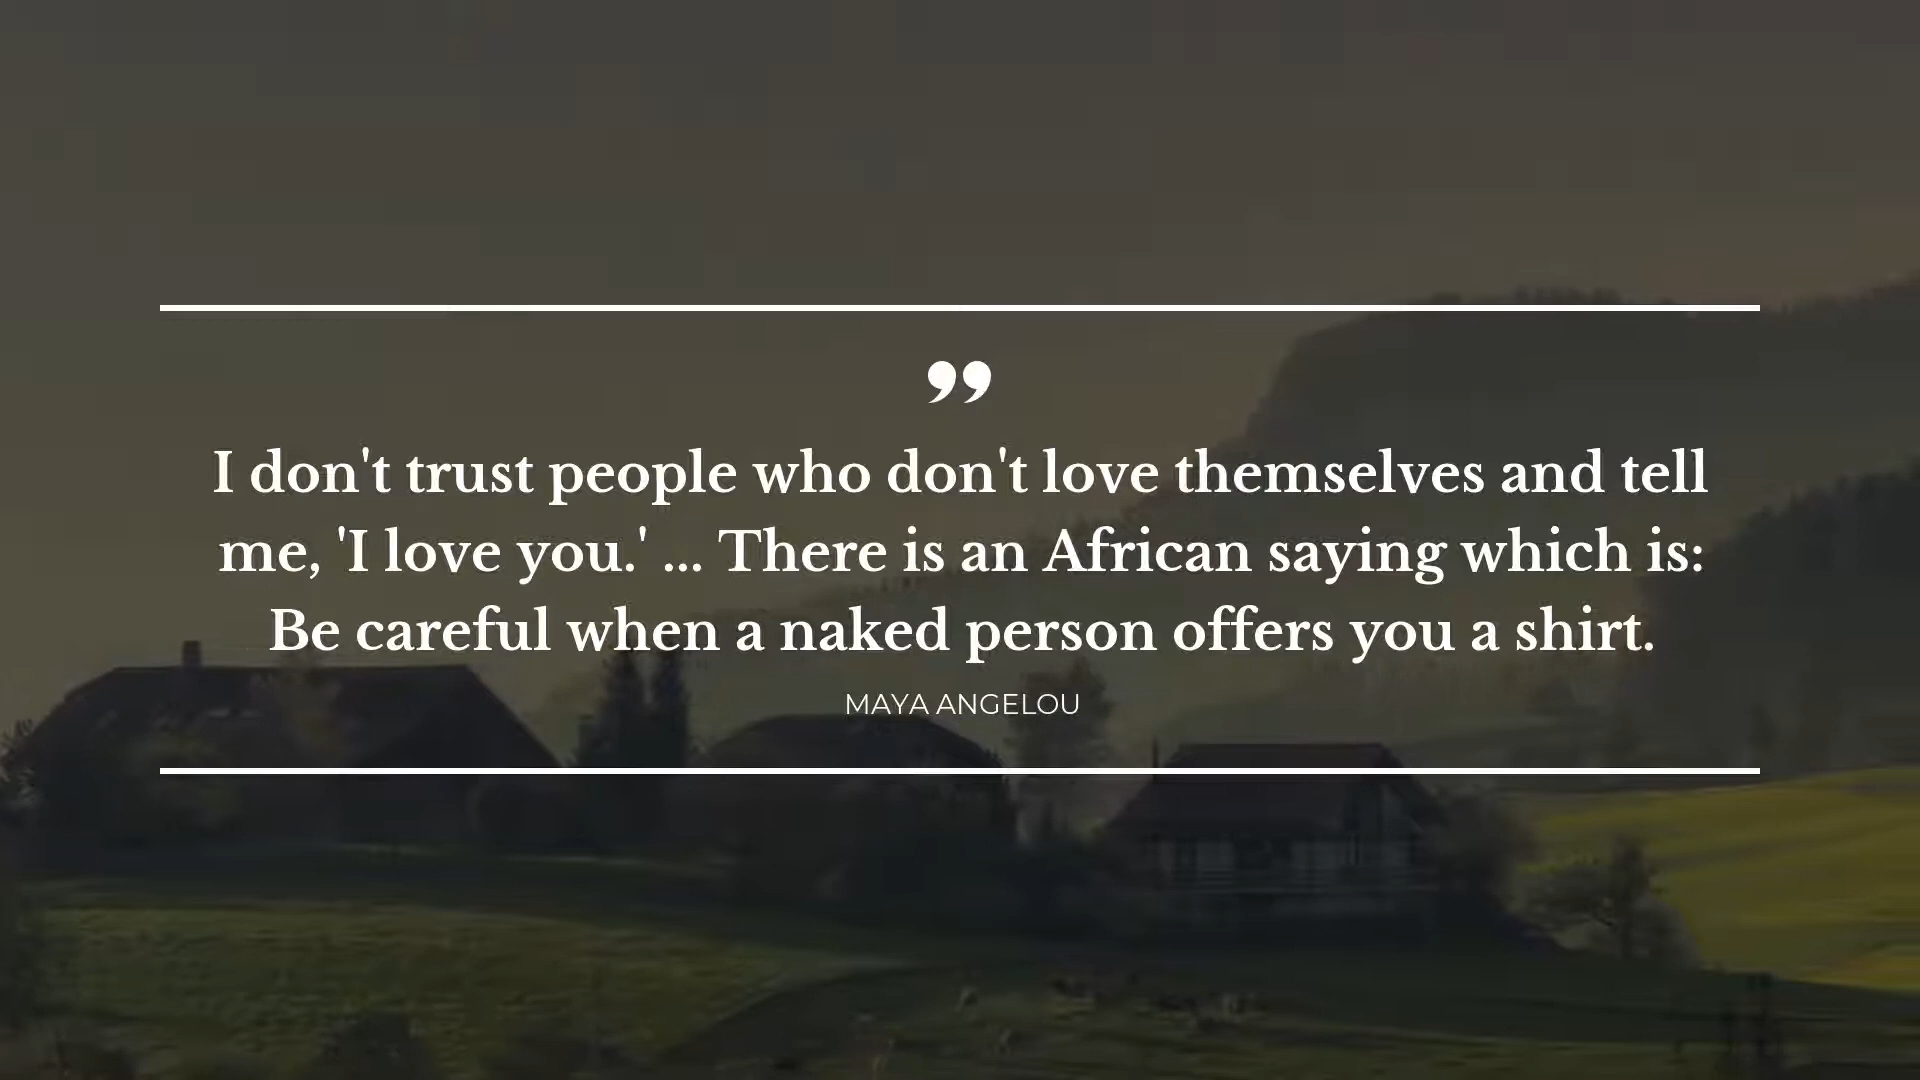 ”
I don't trust people who don't love themselves and tell
me, 'I love you.' ... There is an African saying which is:
Be careful when a naked person offers you a shirt.
MAYA ANGELOU